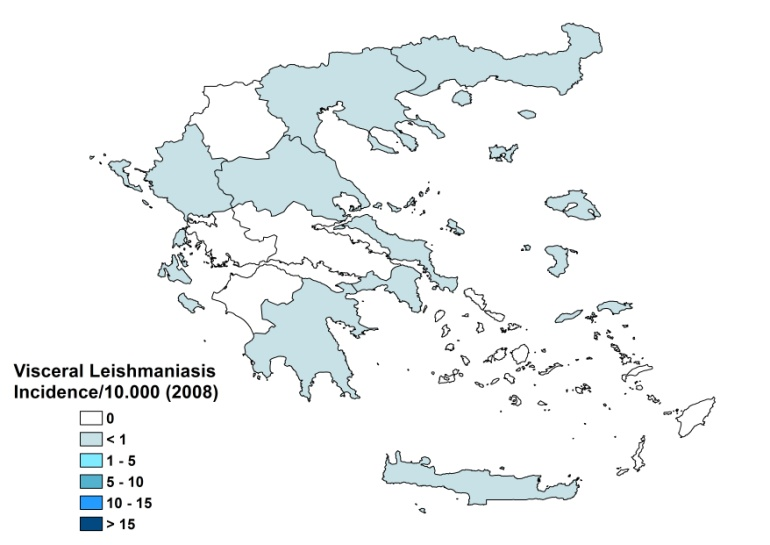 Visceral Leishmaniasis
Incidence/10.000 (2008)
0
< 1
1 - 5
5 - 10
10 - 15
> 15